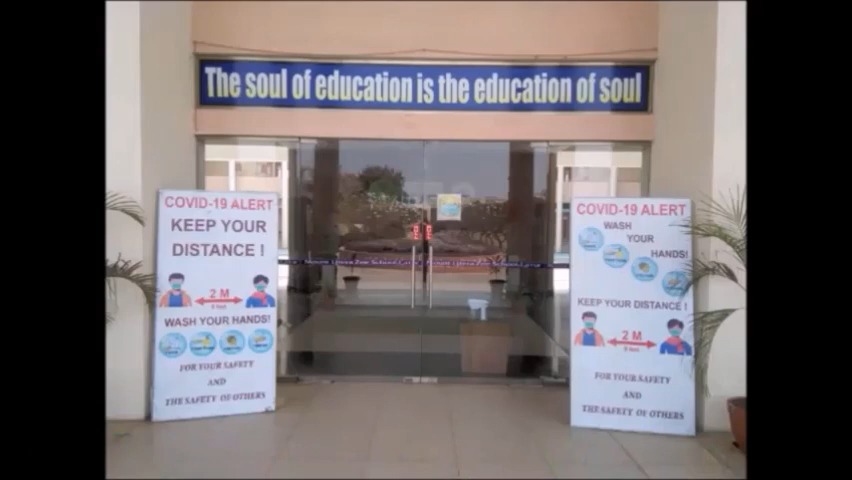 The soul of education is the education of soul
COVID-19 ALERT
KEEP YOUR
DISTANCE !
2 M
WASH YOUR HANDS!
FOR YOUR SAFETY
AND
THE SAFETY OF OTHERS
COVID-19 ALERT
WASH
YOUR
HANDS!
KEEP YOUR DISTANCE !
2 M
FOR YOUR SAFETY
AND
THE SAFETY OF OTHERS